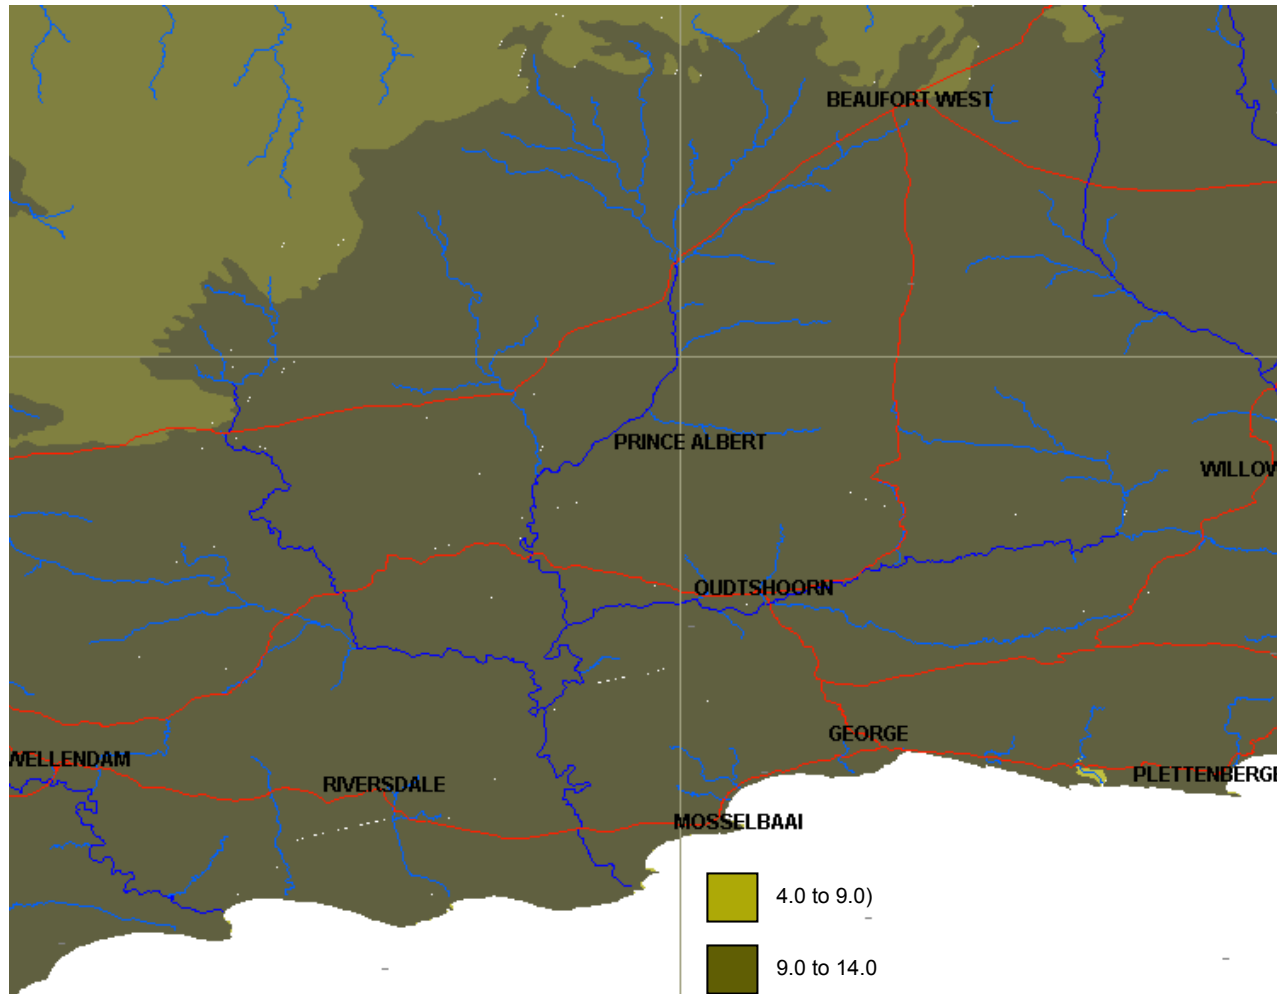 BEAUFORT WEST
PRINCE ALBERT
WILLOW
OUDTSHOORN
GEORGE
WELLENDAM
PLETTENBERGE
RIVERSDALE
MOSSELBAAI
4.0 to 9.0)
9.0 to 14.0